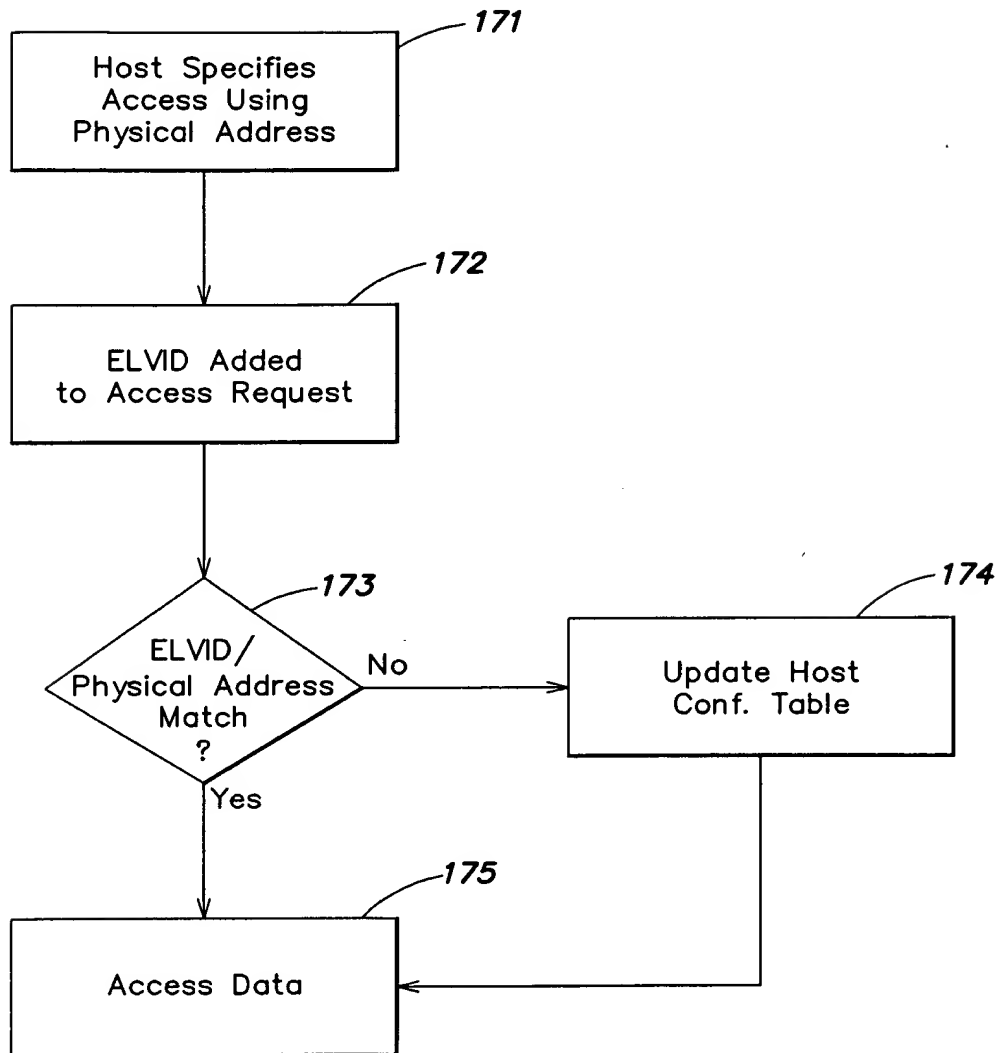 171
Host Specifies
Access Using
Physical Address
172
ELVID Added
to Access Request
173
ELVID/
Physical Address
Match
?
No
Yes
174
Update Host
Conf. Table
175
Access Data